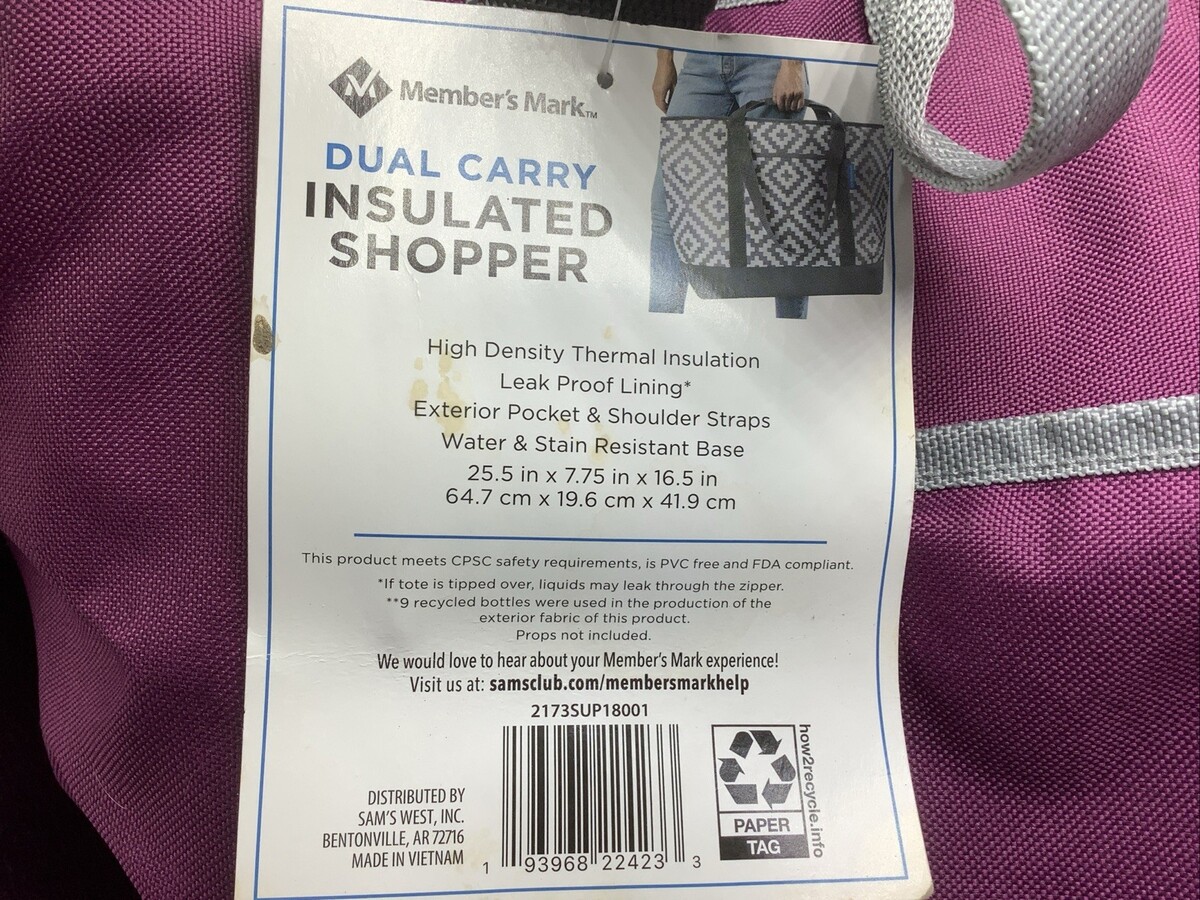 Member's Mark™
DUAL CARRY
INSULATED
SHOPPER
High Density Thermal Insulation
Leak Proof Lining*
Exterior Pocket & Shoulder Straps
Water & Stain Resistant Base
25.5 in x 7.75 in x 16.5 in
64.7 cm x 19.6 cm x 41.9 cm
This product meets CPSC safety requirements, is PVC free and FDA compliant.
*If tote is tipped over, liquids may leak through the zipper.
**9 recycled bottles were used in the production of the
exterior fabric of this product.
Props not included.
We would love to hear about your Member's Mark experience!
Visit us at: samsclub.com/membersmarkhelp
2173SUP18001
DISTRIBUTED BY
SAM'S WEST, INC.
BENTONVILLE, AR 72716
MADE IN VIETNAM
1 93968 22423 3
PAPER
TAG
how2recycle.info